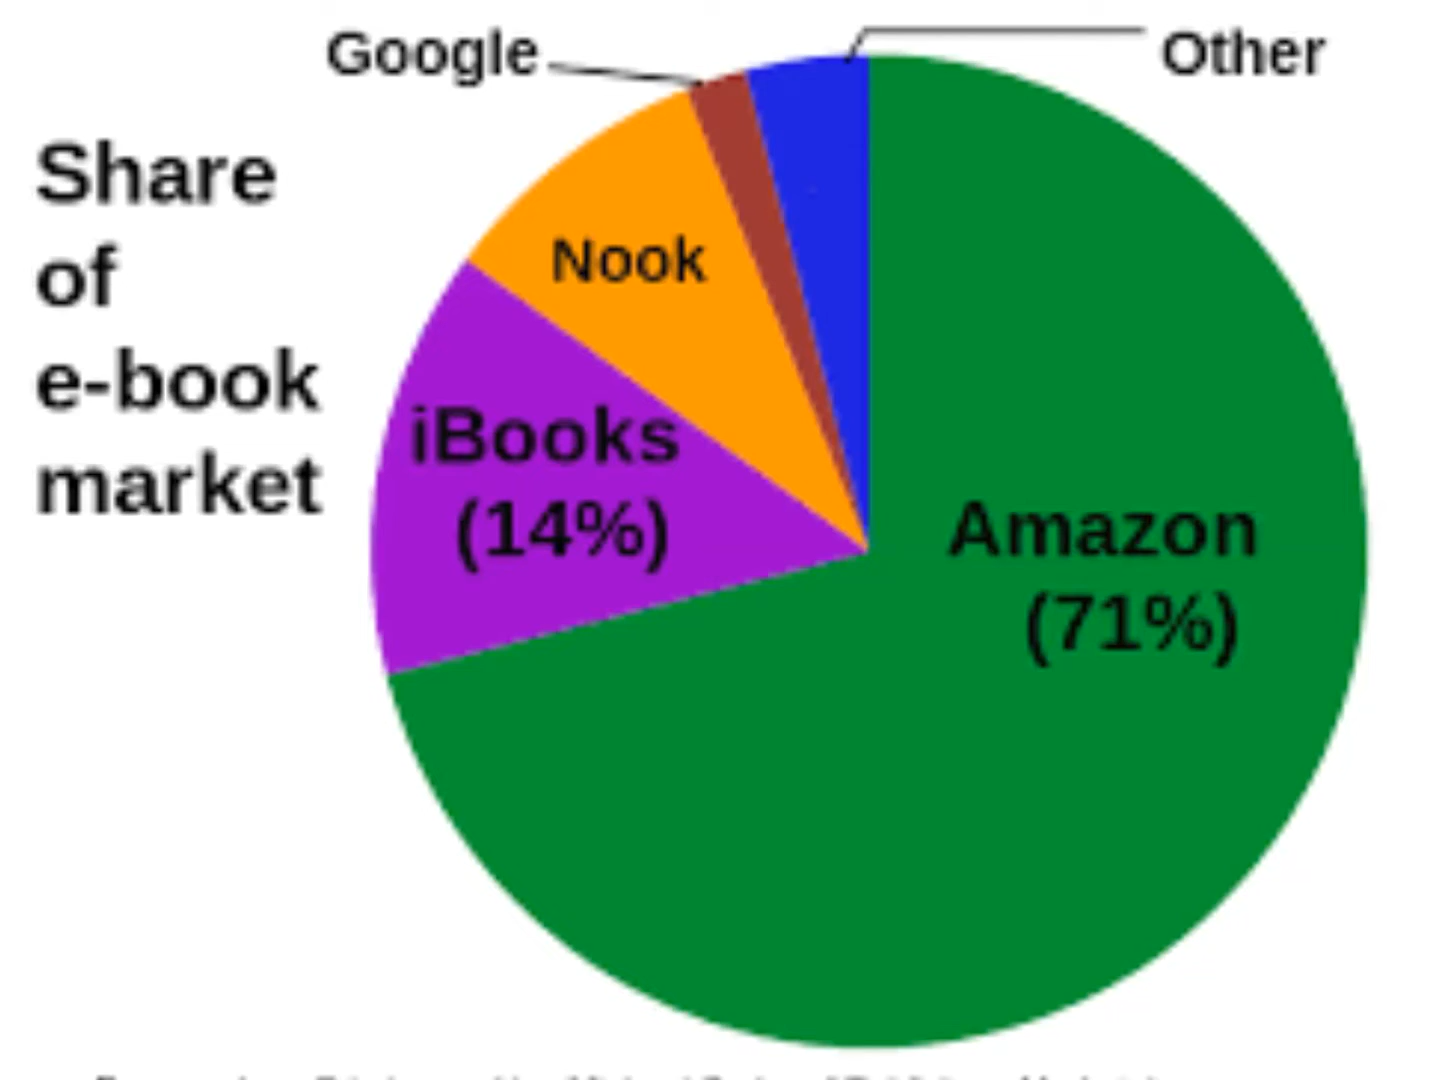 Google
Other
Share
of
e-book
market
Nook
iBooks
(14%)
Amazon
(71%)